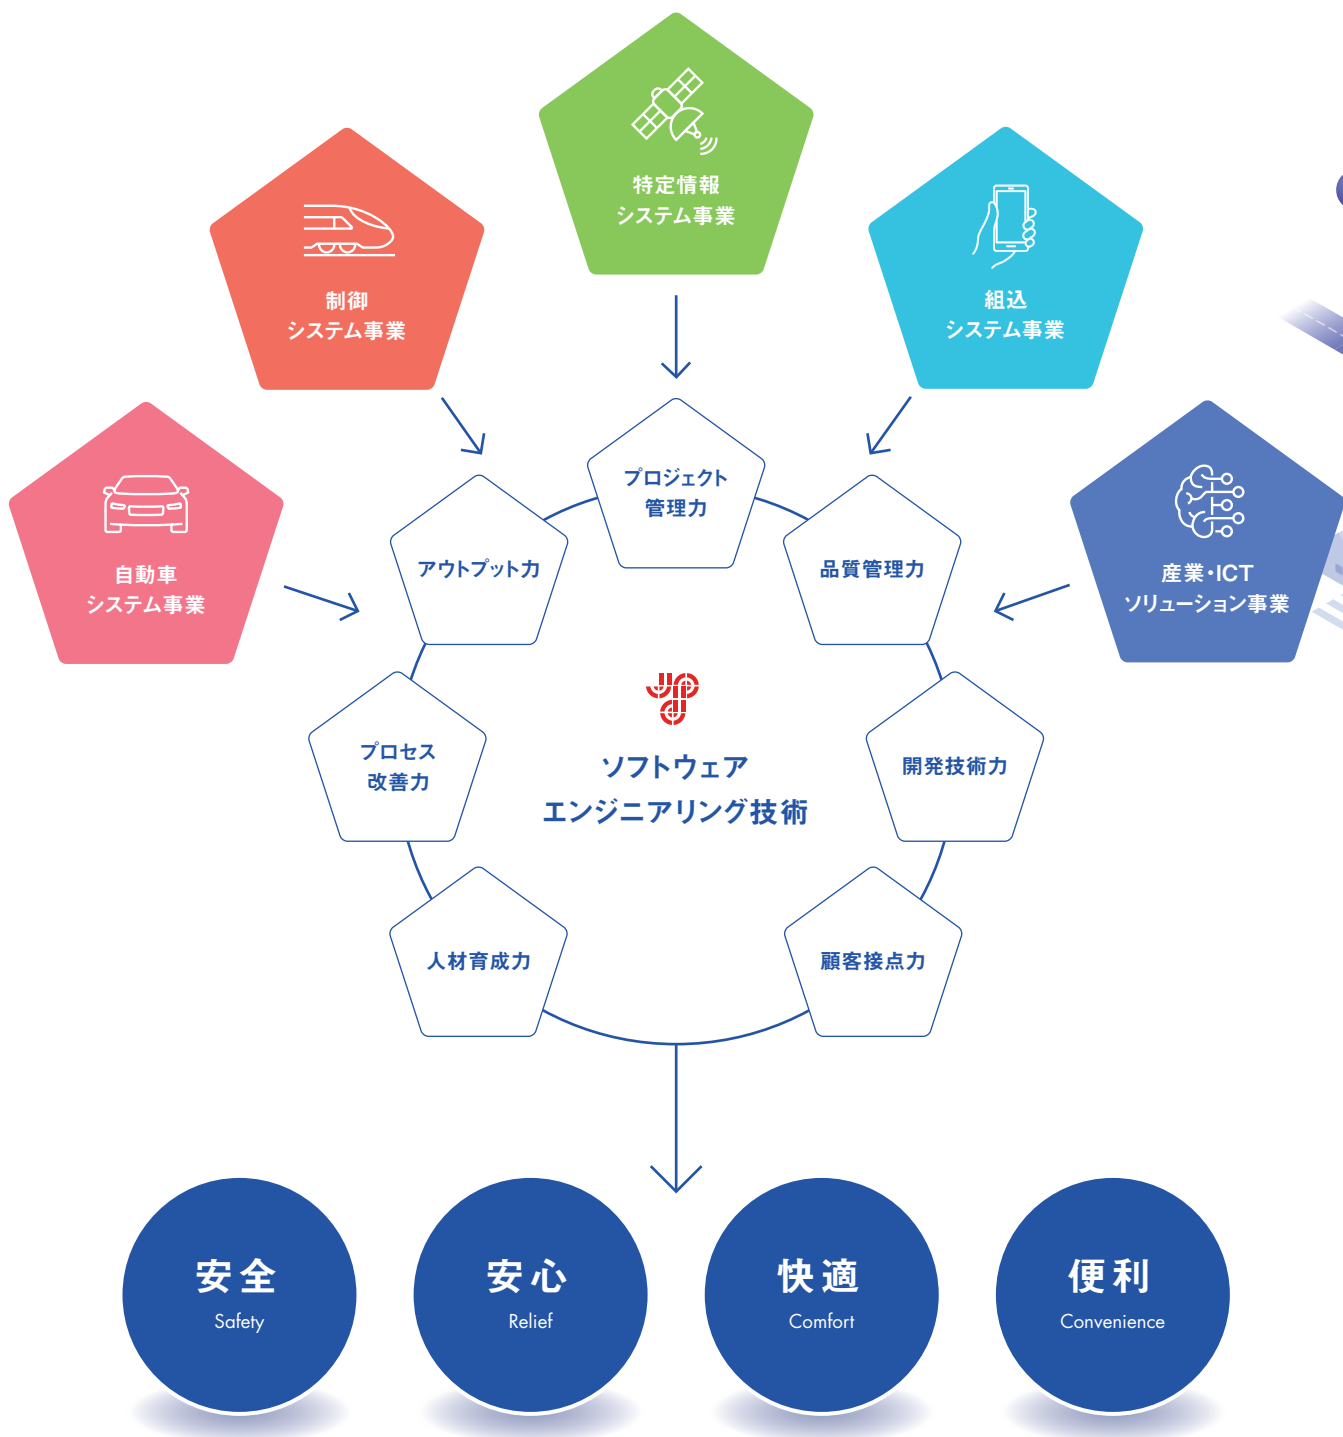 特定情報
システム事業
制御
システム事業
組込
システム事業
自動車
システム事業
産業・ICT
ソリューション事業
プロジェクト
管理力
アウトプット力
品質管理力
プロセス
改善力
開発技術力
ソフトウェア
エンジニアリング技術
人材育成力
顧客接点力
安全
Safety
安心
Relief
快適
Comfort
便利
Convenience